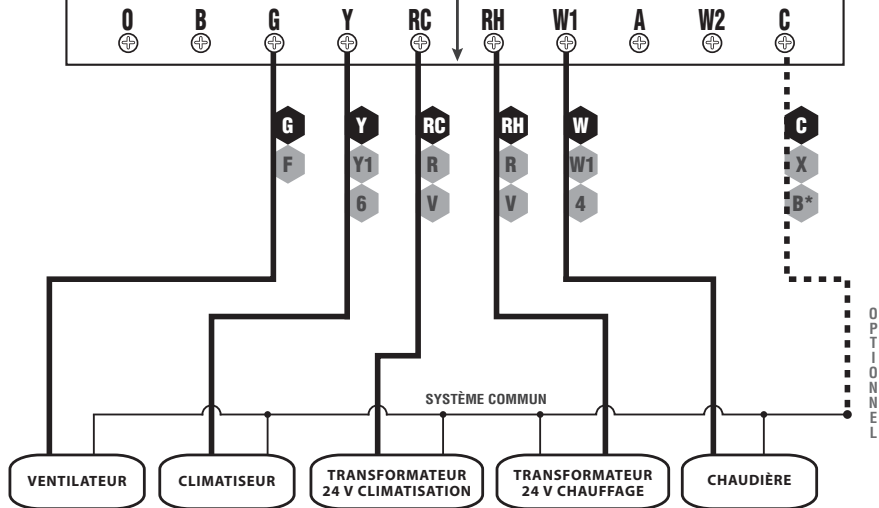 O B G Y RC RH W1 A W2 C
G Y RC RH W C
F Y1 R R W1 X
6 V V 4 B*
OPTIONNEL
SYSTÈME COMMUN
VENTILATEUR
CLIMATISEUR
TRANSFORMATEUR
24 V CLIMATISATION
TRANSFORMATEUR
24 V CHAUFFAGE
CHAUDIÈRE